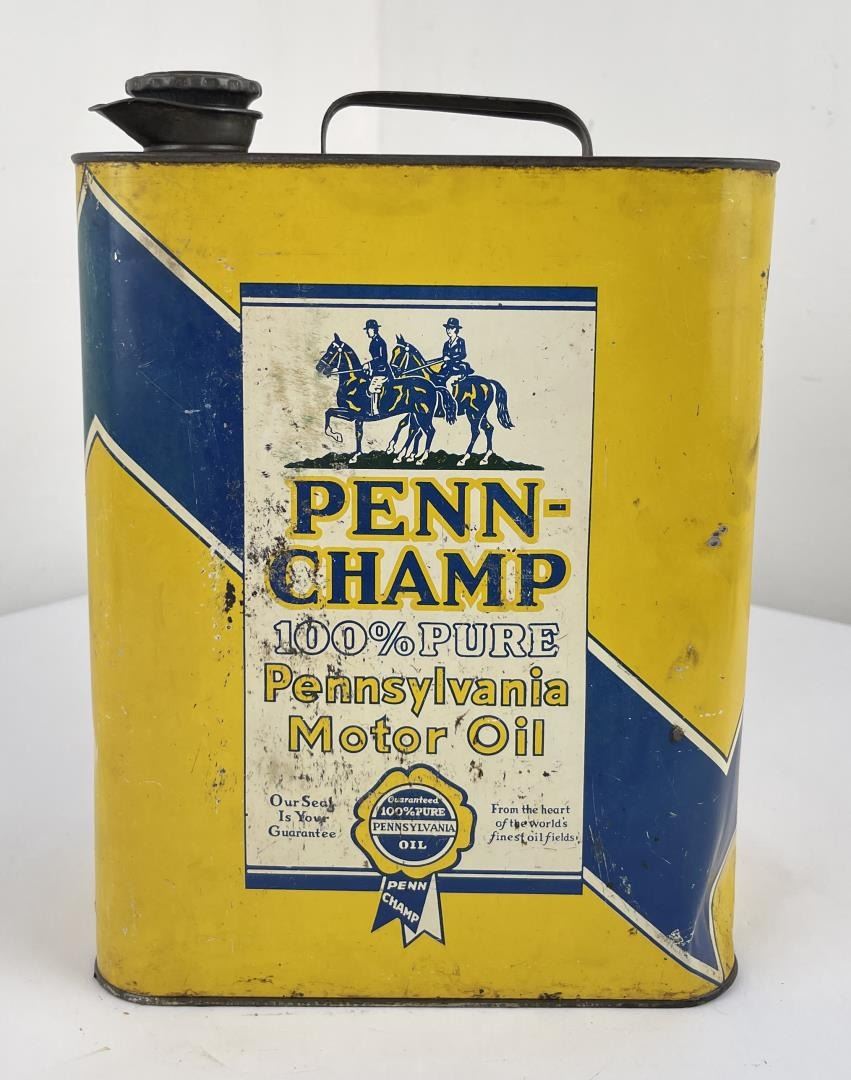 PENN-
CHAMP
100% PURE
Pennsylvania
Motor Oil
Our Seal
Is Your
Guarantee
Guaranteed
100% PURE
PENNSYLVANIA
OIL
PENN
CHAMP
From the heart
of the world's
finest oil fields